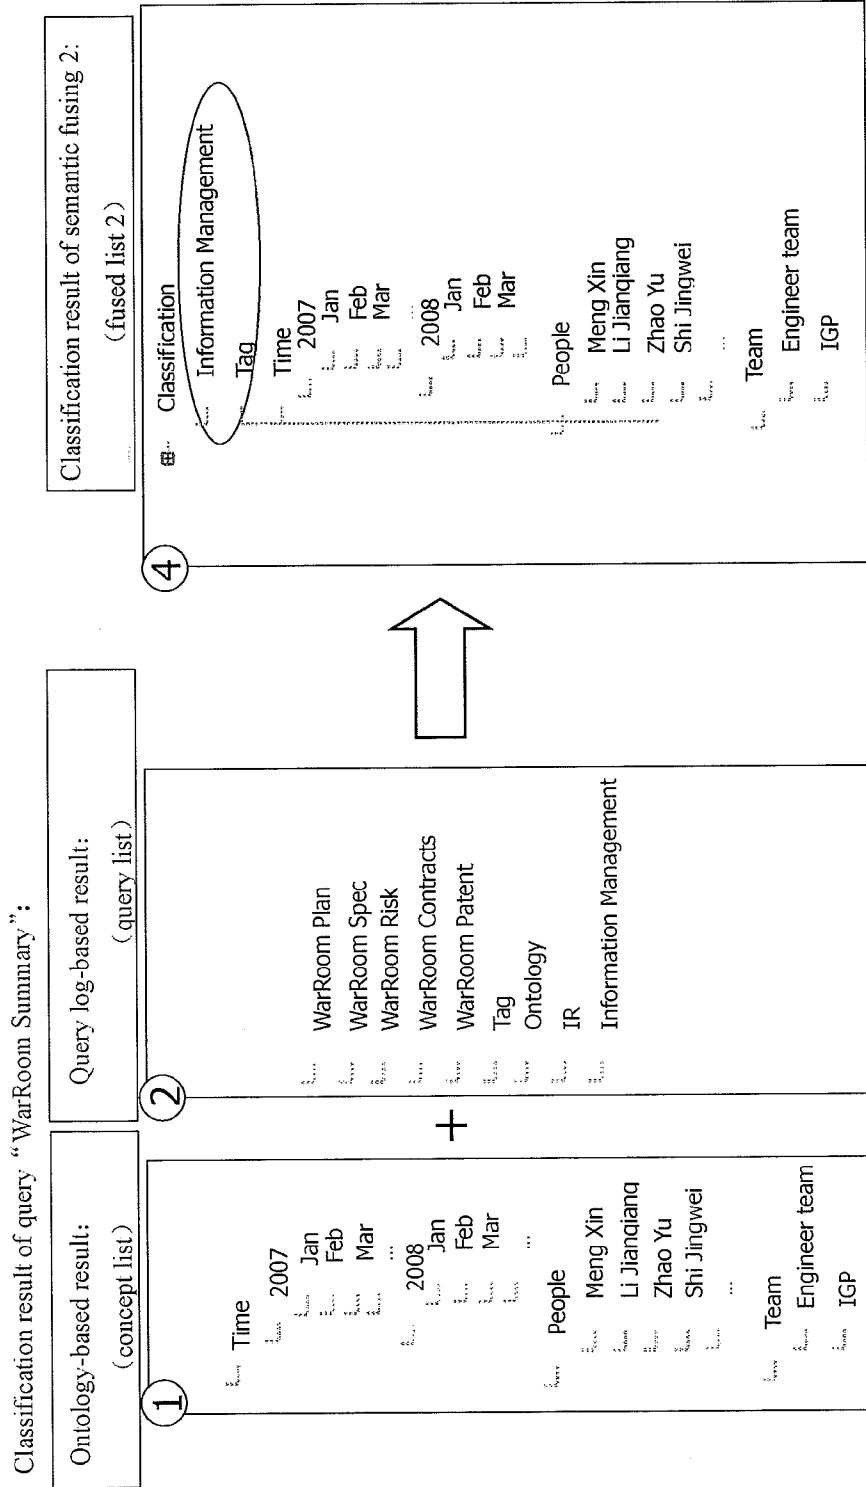 Classification result of query “WarRoom Summary”:
Ontology-based result:
（concept list）
1
Time
2007
Jan
Feb
Mar
...
2008
Jan
Feb
Mar
...
People
Meng Xin
Li Jianqiang
Zhao Yu
Shi Jingwei
...
Team
Engineer team
IGP
+
Query log-based result:
（query list）
2
WarRoom Plan
WarRoom Spec
WarRoom Risk
WarRoom Contracts
WarRoom Patent
Tag
Ontology
IR
Information Management
Classification result of semantic fusing 2:
（fused list 2）
4
Classification
Information Management
Tag
Time
2007
Jan
Feb
Mar
...
2008
Jan
Feb
Mar
People
Meng Xin
Li Jianqiang
Zhao Yu
Shi Jingwei
...
Team
Engineer team
IGP